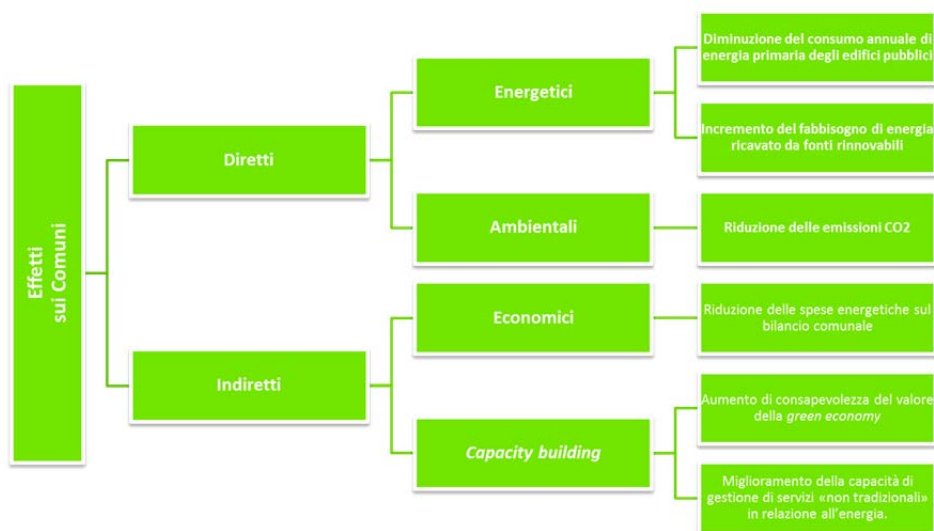 Effetti
sui Comuni
Diretti
Energetici
Diminuzione del consumo annuale di
energia primaria degli edifici pubblici
Incremento del fabbisogno di energia
ricavato da fonti rinnovabili
Ambientali
Riduzione delle emissioni CO2
Indiretti
Economici
Riduzione delle spese energetiche sul
bilancio comunale
Capacity building
Aumento di consapevolezza del valore
della green economy
Miglioramento della capacità di
gestione di servizi «non tradizionali»
in relazione all'energia.